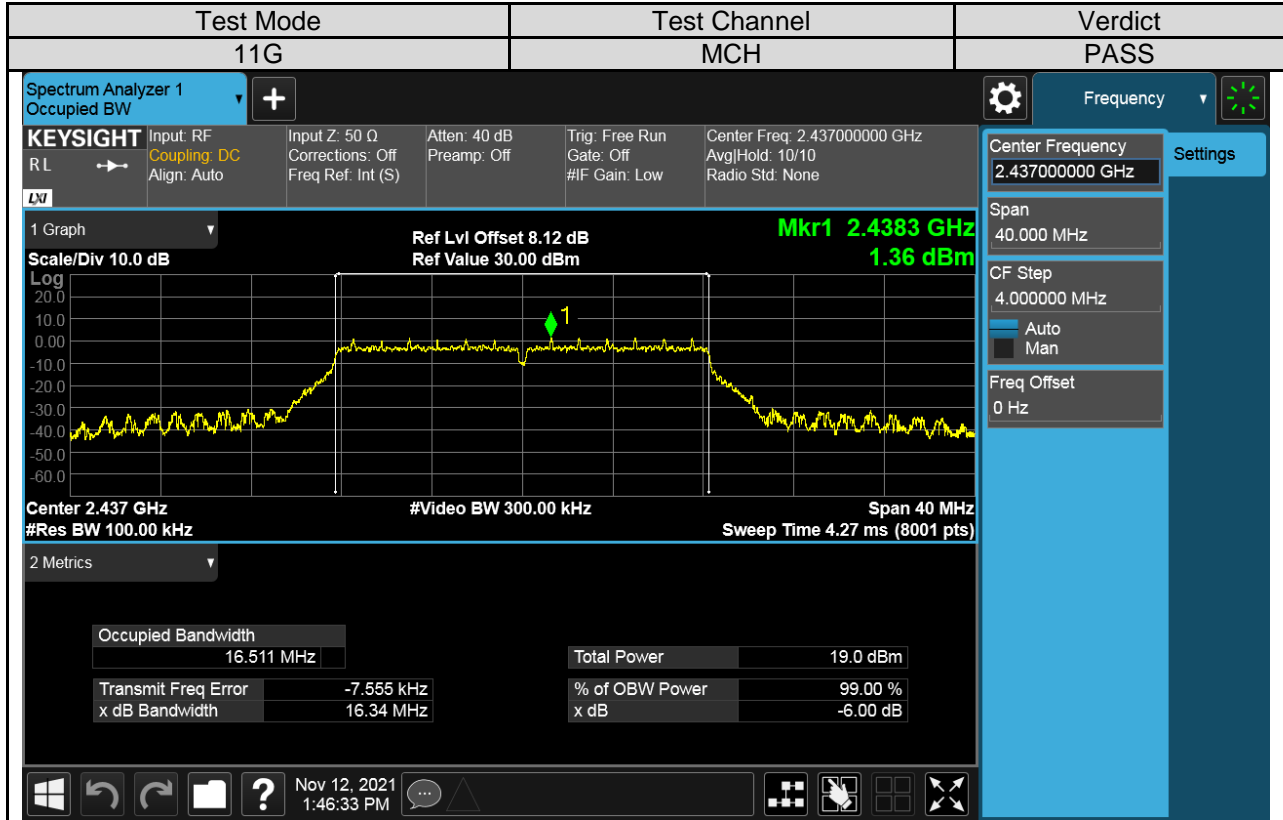 Test Mode Test Channel Verdict
11G MCH PASS
Spectrum Analyzer 1
Occupied BW
Frequency
KEYSIGHT
R L
LXI
Input: RF
Coupling: DC
Align: Auto
Input Z: 50 Ω
Corrections: Off
Freq Ref: Int (S)
Atten: 40 dB
Preamp: Off
Trig: Free Run
Gate: Off
#IF Gain: Low
Center Freq: 2.437000000 GHz
Avg|Hold: 10/10
Radio Std: None
Center Frequency
2.437000000 GHz
Settings
Span
40.000 MHz
CF Step
4.000000 MHz
Auto
Man
Freq Offset
0 Hz
1 Graph
Scale/Div 10.0 dB
Ref Lvl Offset 8.12 dB
Ref Value 30.00 dBm
Mkr1 2.4383 GHz
1.36 dBm
Log
20.0
10.0
0.00
-10.0
-20.0
-30.0
-40.0
-50.0
-60.0
1
Center 2.437 GHz
#Res BW 100.00 kHz
#Video BW 300.00 kHz
Span 40 MHz
Sweep Time 4.27 ms (8001 pts)
2 Metrics
Occupied Bandwidth
16.511 MHz
Total Power 19.0 dBm
Transmit Freq Error -7.555 kHz
% of OBW Power 99.00 %
x dB Bandwidth 16.34 MHz
x dB -6.00 dB
?
Nov 12, 2021
1:46:33 PM